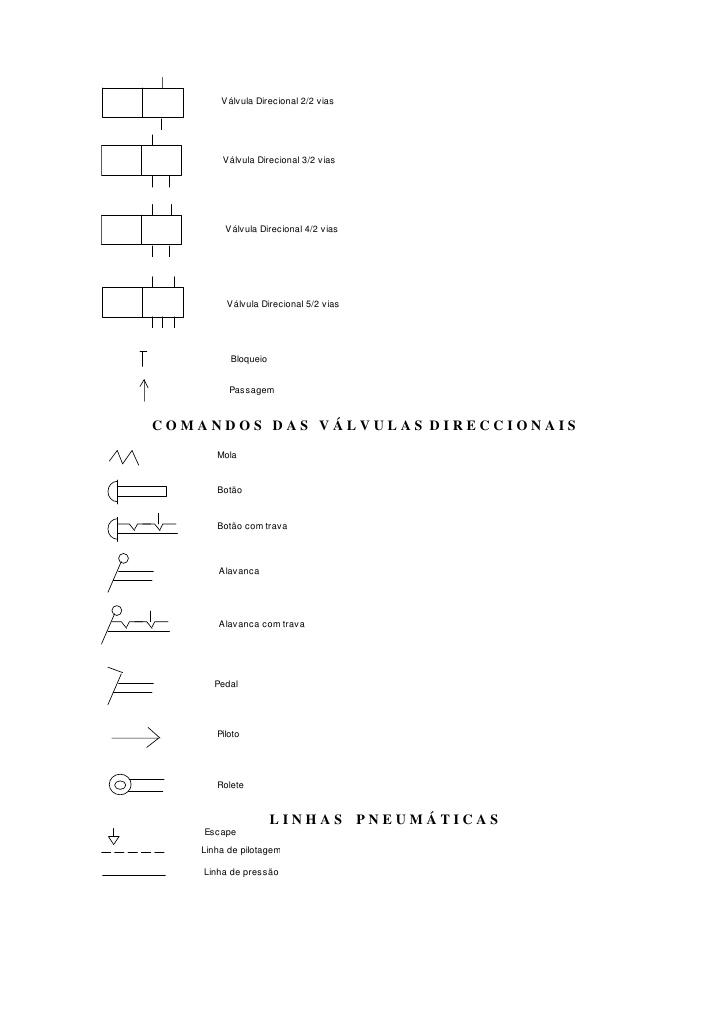 Válvula Direcional 2/2 vias
Válvula Direcional 3/2 vias
Válvula Direcional 4/2 vias
Válvula Direcional 5/2 vias
Bloqueio
Passagem
COMANDOS DAS VÁLVULAS DIRECCIONAIS
Mola
Botão
Botão com trava
Alavanca
Alavanca com trava
Pedal
Piloto
Rolete
LINHAS PNEUMÁTICAS
Escape
Linha de pilotagem
Linha de pressão